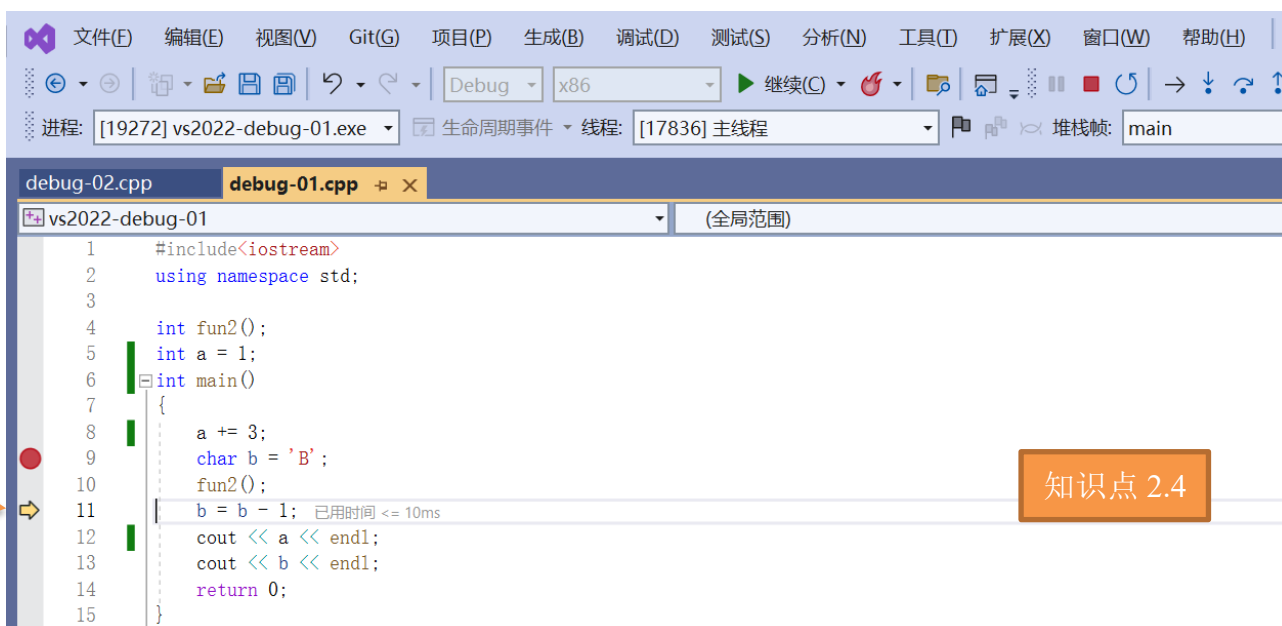 文件(F) 编辑(E) 视图(V) Git(G) 项目(P) 生成(B) 调试(D) 测试(S) 分析(N) 工具(T) 扩展(X) 窗口(W) 帮助(H)
Debug x86 继续(C)
进程: [19272] vs2022-debug-01.exe 生命周期事件 线程: [17836] 主线程 堆栈帧: main
debug-02.cpp debug-01.cpp
vs2022-debug-01 (全局范围)
1 #include<iostream>
2 using namespace std;
3
4 int fun2();
5 int a = 1;
6 int main()
7 {
8 a += 3;
9 char b = 'B';
10 fun2();
11 b = b - 1; 已用时间 <= 10ms
12 cout << a << endl;
13 cout << b << endl;
14 return 0;
15 }
知识点 2.4